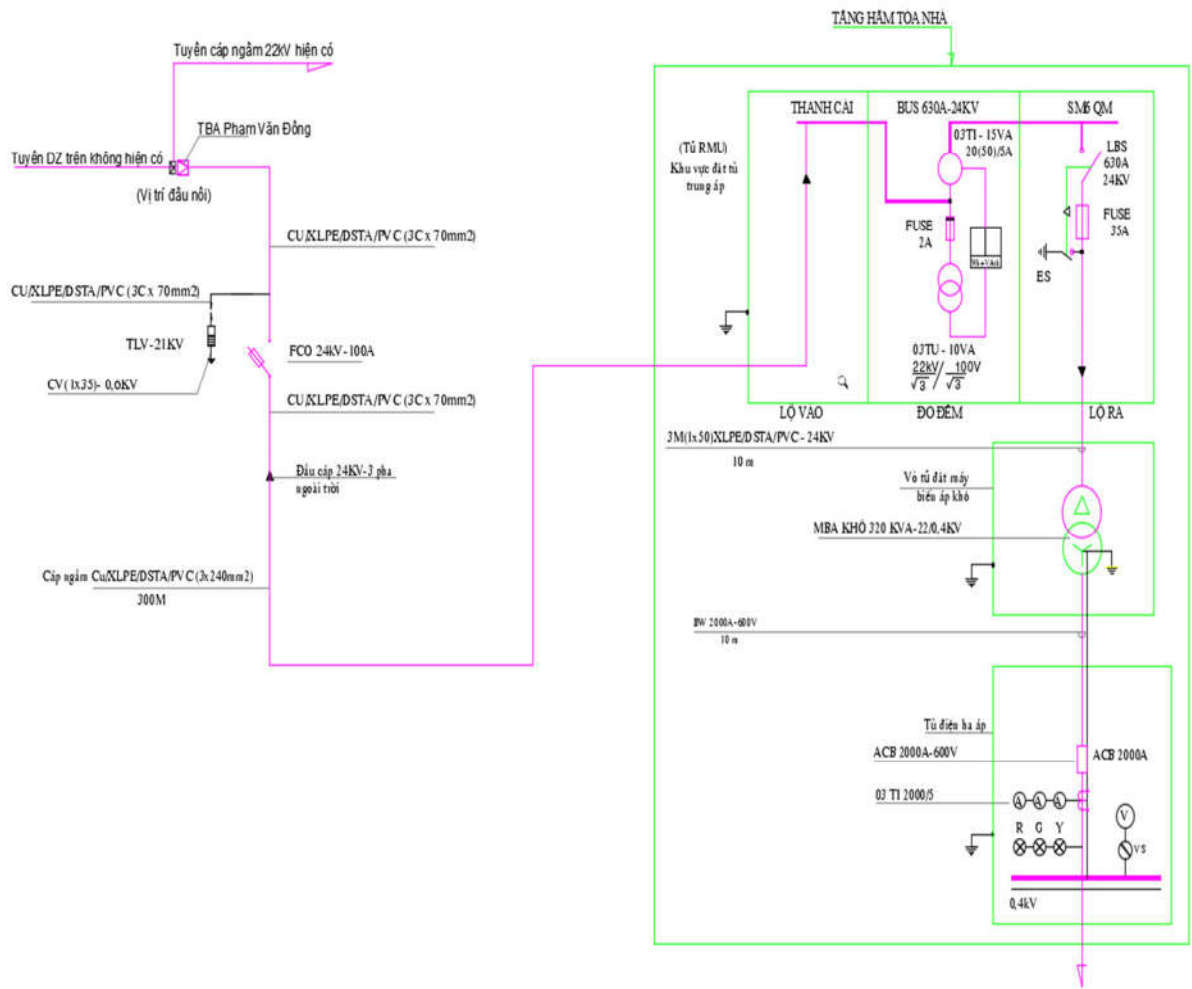 TẦNG HẦM TÒA NHÀ
Tuyến cáp ngầm 22kV hiện có
TBA Phạm Văn Đồng
Tuyến DZ trên không hiện có
(Vị trí đấu nối)
CU/XLPE/DSTA/PVC (3C x 70mm2)
CU/XLPE/DSTA/PVC (3C x 70mm2)
TLV-21KV
CV(1x35)- 0,6KV
FCO 24kV-100A
CU/XLPE/DSTA/PVC (3C x 70mm2)
Đầu cáp 24KV-3 pha
ngoài trời
Cáp ngầm Cu/XLPE/DSTA/PVC (3x240mm2)
300M
(Tủ RMU)
Khu vực đặt tủ
trung áp
THANH CÁI
BUS 630A-24KV
SM6 QM
03TI - 15VA
20(50)/5A
LBS
630A
24KV
FUSE
2A
FUSE
35A
ES
03TU - 10VA
22kV/ 100V
√3 / √3
LỘ VÀO
ĐO ĐẾM
LỘ RA
3M(1x50)XLPE/DSTA/PVC - 24KV
10 m
Vỏ tủ đặt máy
biến áp khô
MBA KHÔ 320 KVA-22/0,4KV
BW 2000A-600V
10 m
Tủ điện hạ áp
ACB 2000A-600V
ACB 2000A
03 TI 2000/5
A A A
R G Y
V
VS
0,4kV